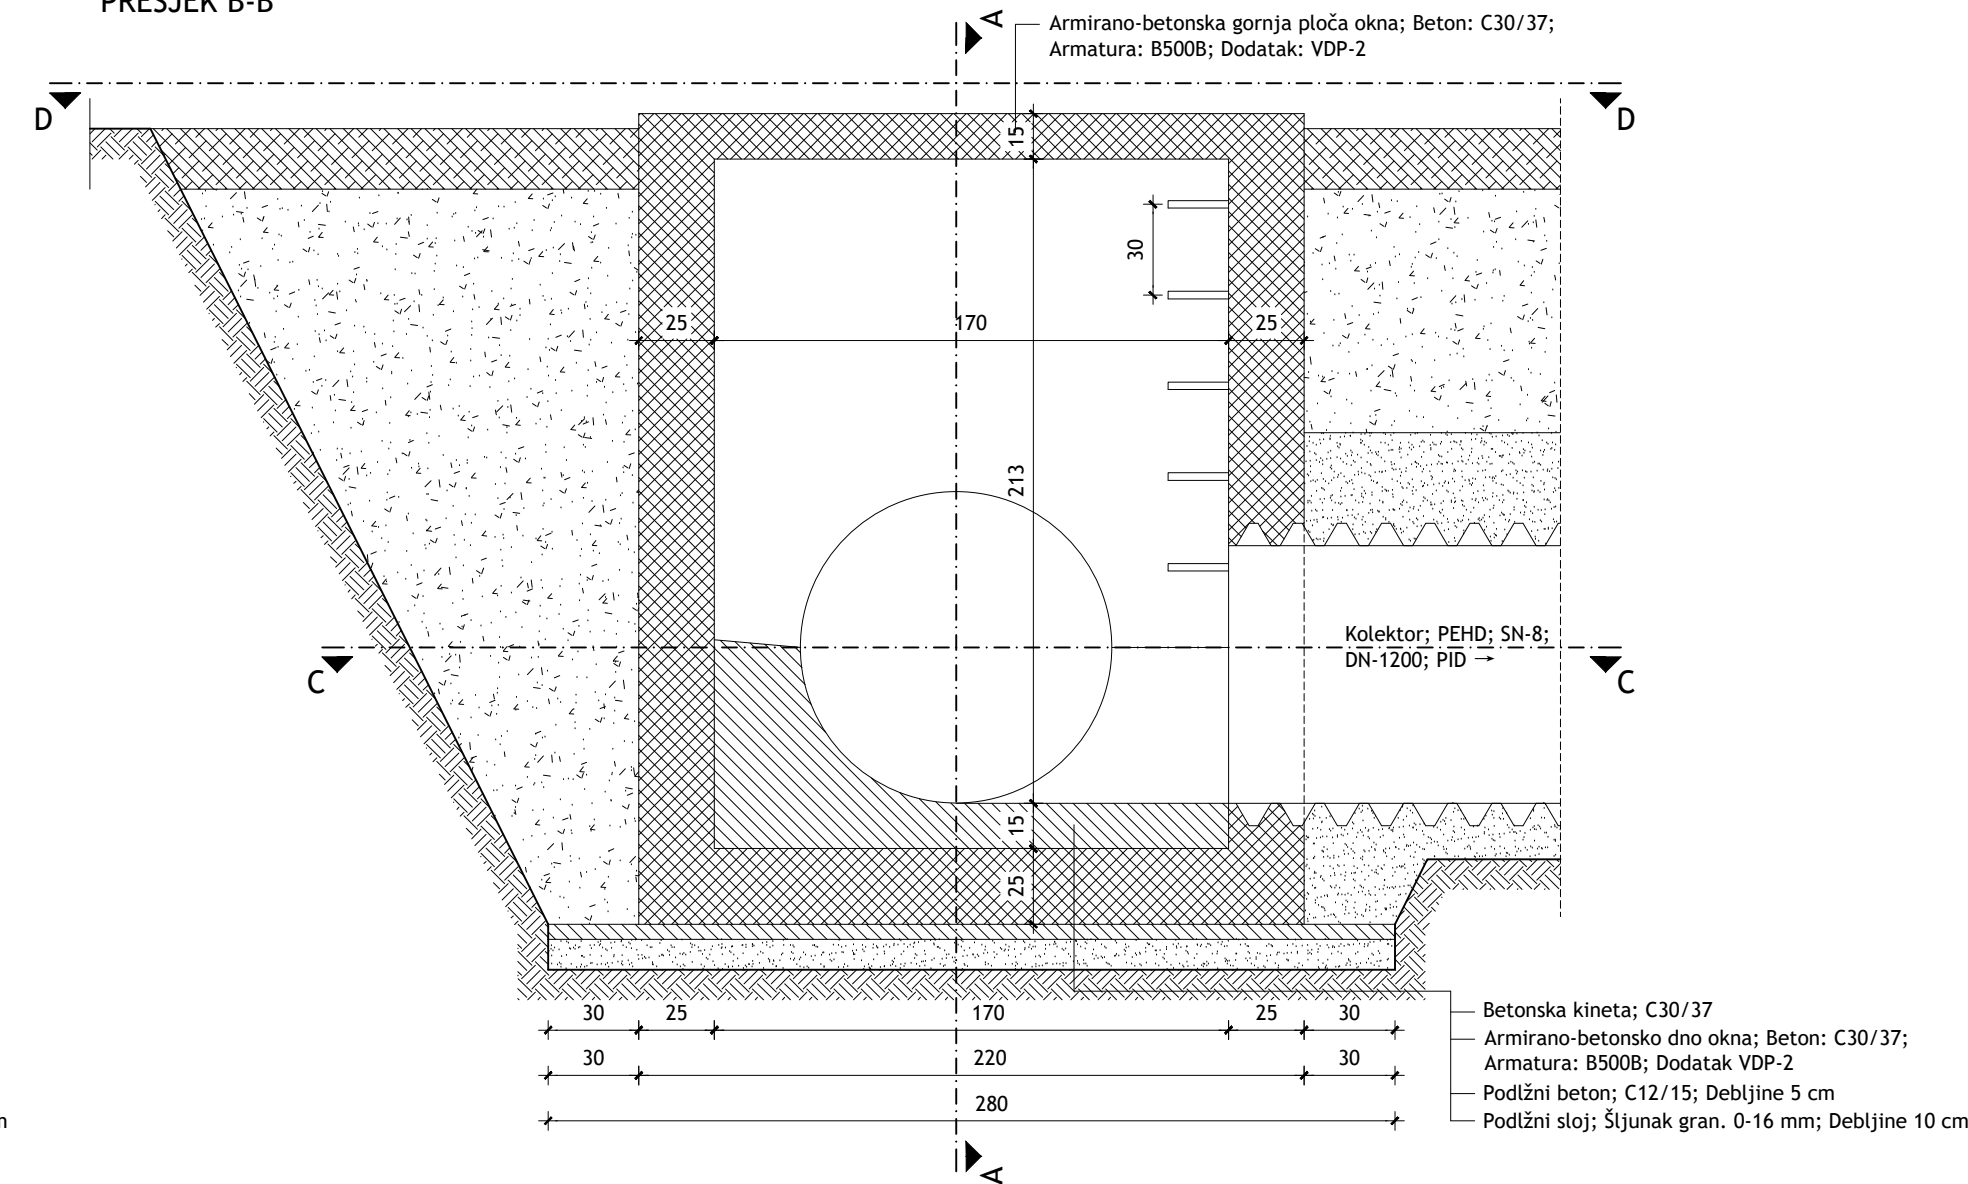 PRESJEK B-B
A
Armirano-betonska gornja ploča okna; Beton: C30/37;
Armatura: B500B; Dodatak: VDP-2
D
D
15
30
25
170
25
213
Kolektor; PEHD; SN-8;
DN-1200; PID →
C
C
15
25
30
25
170
25
30
30
220
30
280
Betonska kineta; C30/37
Armirano-betonsko dno okna; Beton: C30/37;
Armatura: B500B; Dodatak VDP-2
Podlžni beton; C12/15; Debljine 5 cm
Podlžni sloj; Šljunak gran. 0-16 mm; Debljine 10 cm
A